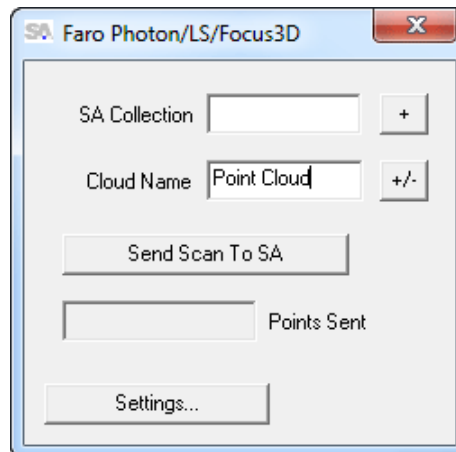 SA Faro Photon/LS/Focus3D X
SA Collection +
Cloud Name Point Cloud +/-
Send Scan To SA
Points Sent
Settings...